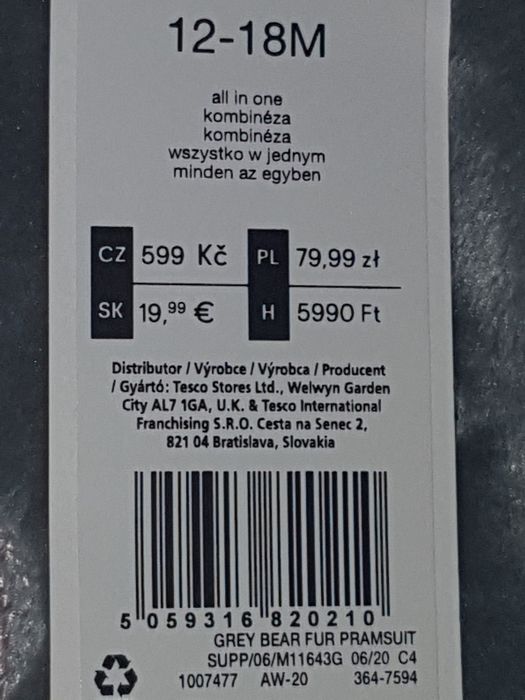 12-18M
all in one
kombinéza
kombinéza
wszystko w jednym
minden az egyben
CZ 599 Kč PL 79,99 zł
SK 19,99 € H 5990 Ft
Distributor / Výrobce / Výrobca / Producent
/ Gyártó: Tesco Stores Ltd., Welwyn Garden
City AL7 1GA, U.K. & Tesco International
Franchising S.R.O. Cesta na Senec 2,
821 04 Bratislava, Slovakia
5 059316 820210
GREY BEAR FUR PRAMSUIT
SUPP/06/M11643G 06/20 C4
1007477 AW-20 364-7594